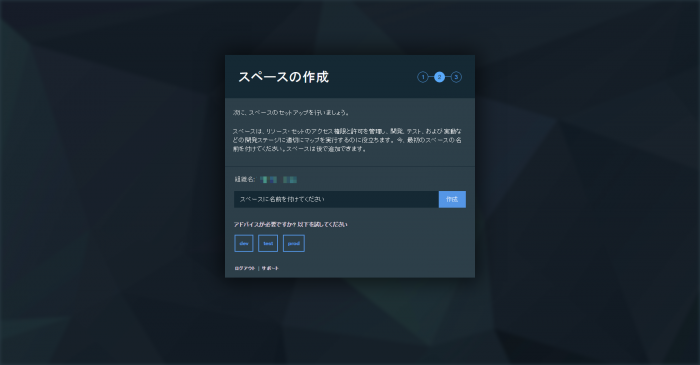 スペースの作成
1 2 3
次に、スペースのセットアップを行いましょう。
スペースは、リソース・セットのアクセス権限と許可を管理し、開発、テスト、および実動な
どの開発ステージに適切にマップを実行するのに役立ちます。今、最初のスペースの名
前を付けてください。スペースは後で追加できます。
組織名:
スペースに名前を付けてください 作成
アドバイスが必要ですか? 以下を試してください
dev test prod
ログアウト | サポート